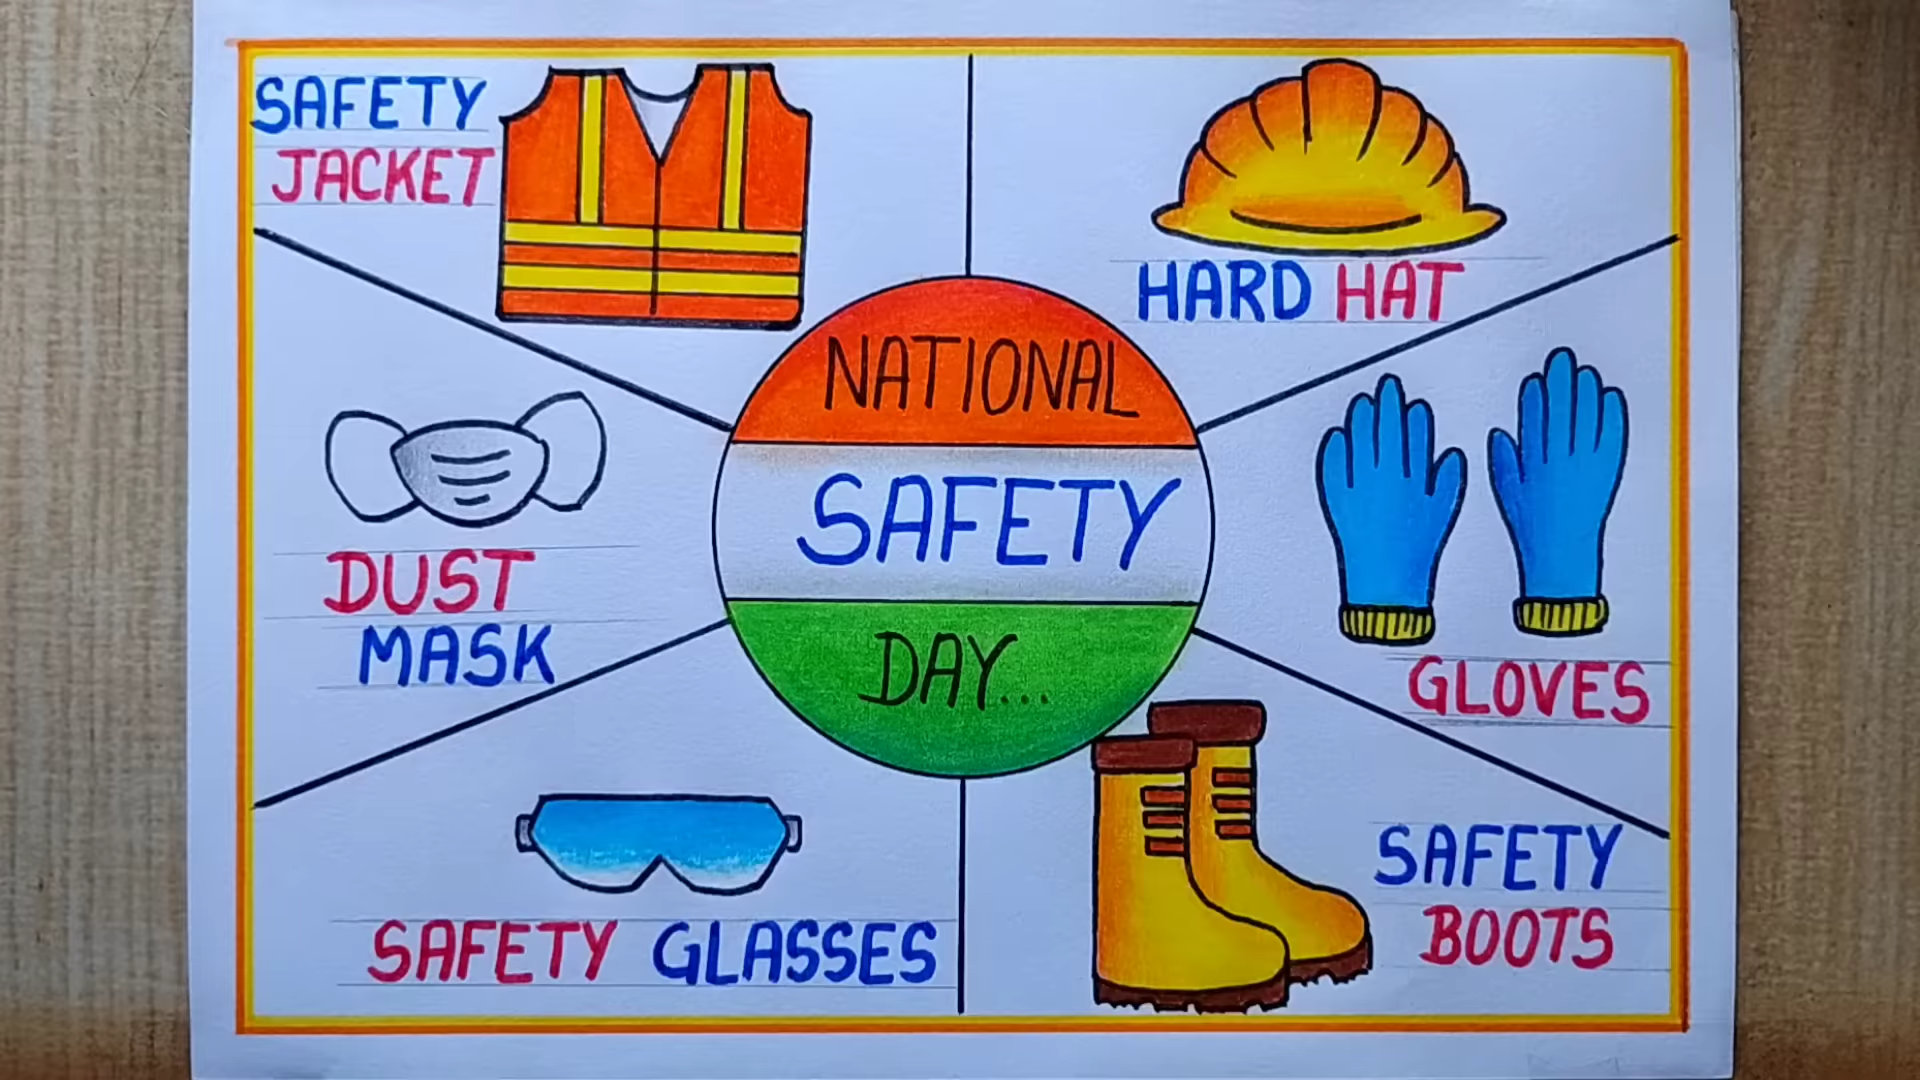 SAFETY
JACKET
HARD HAT
NATIONAL
SAFETY
DAY...
DUST
MASK
GLOVES
SAFETY GLASSES
SAFETY
BOOTS